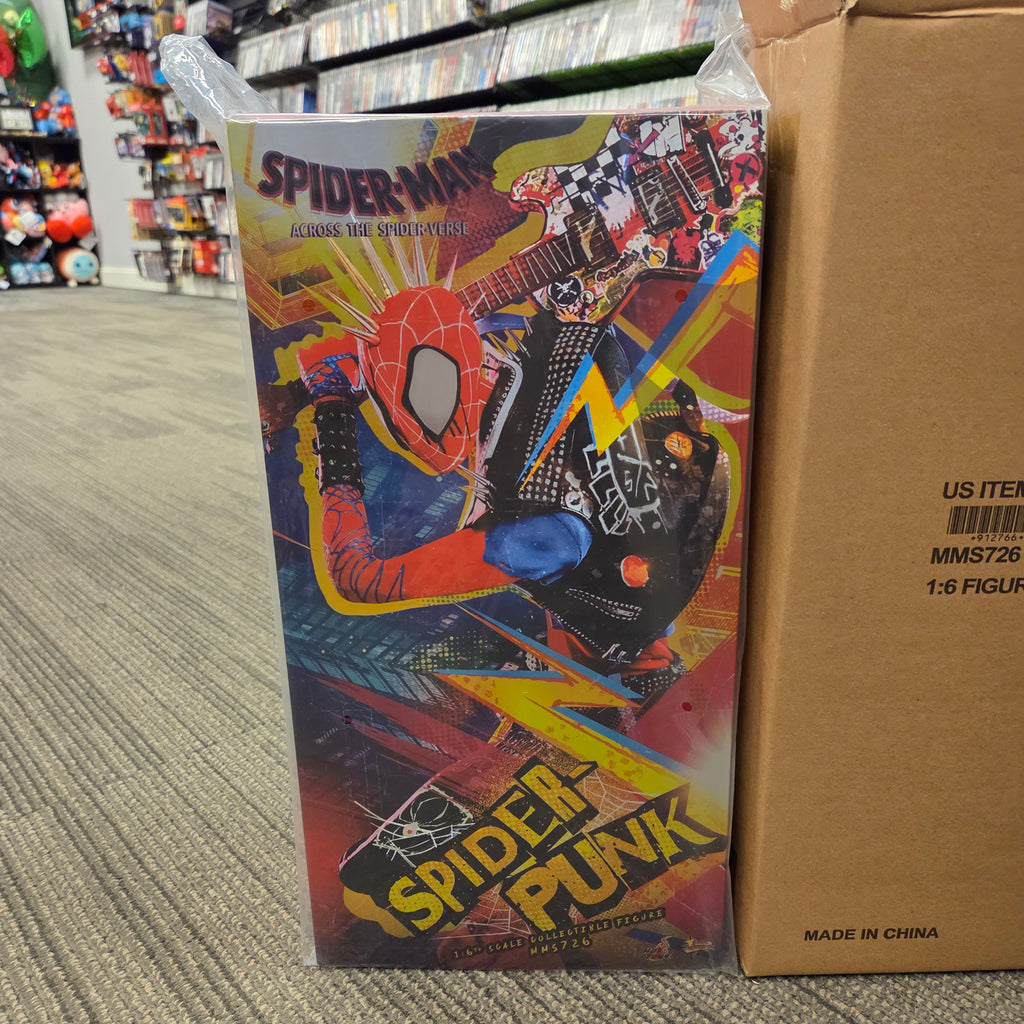 SPIDER-MAN
ACROSS THE SPIDER-VERSE
SPIDER-
PUNK
1/6TH SCALE COLLECTIBLE FIGURE
MMS726
US ITEM
*912766*
MMS726
1:6 FIGUR
MADE IN CHINA